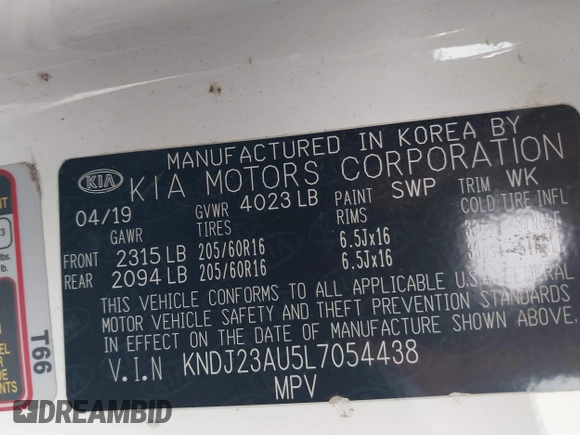 MANUFACTURED IN KOREA BY
KIA KIA MOTORS CORPORATION
04/19 GVWR 4023 LB PAINT SWP TRIM WK
GAWR TIRES RIMS COLD TIRE INFL
FRONT 2315 LB 205/60R16 6.5Jx16
REAR 2094 LB 205/60R16 6.5Jx16
THIS VEHICLE CONFORMS TO ALL APPLICABLE U.S.A FEDERAL
MOTOR VEHICLE SAFETY AND THEFT PREVENTION STANDARDS
IN EFFECT ON THE DATE OF MANUFACTURE SHOWN ABOVE.
V.I.N KNDJ23AU5L7054438
MPV
T66
DREAMBID